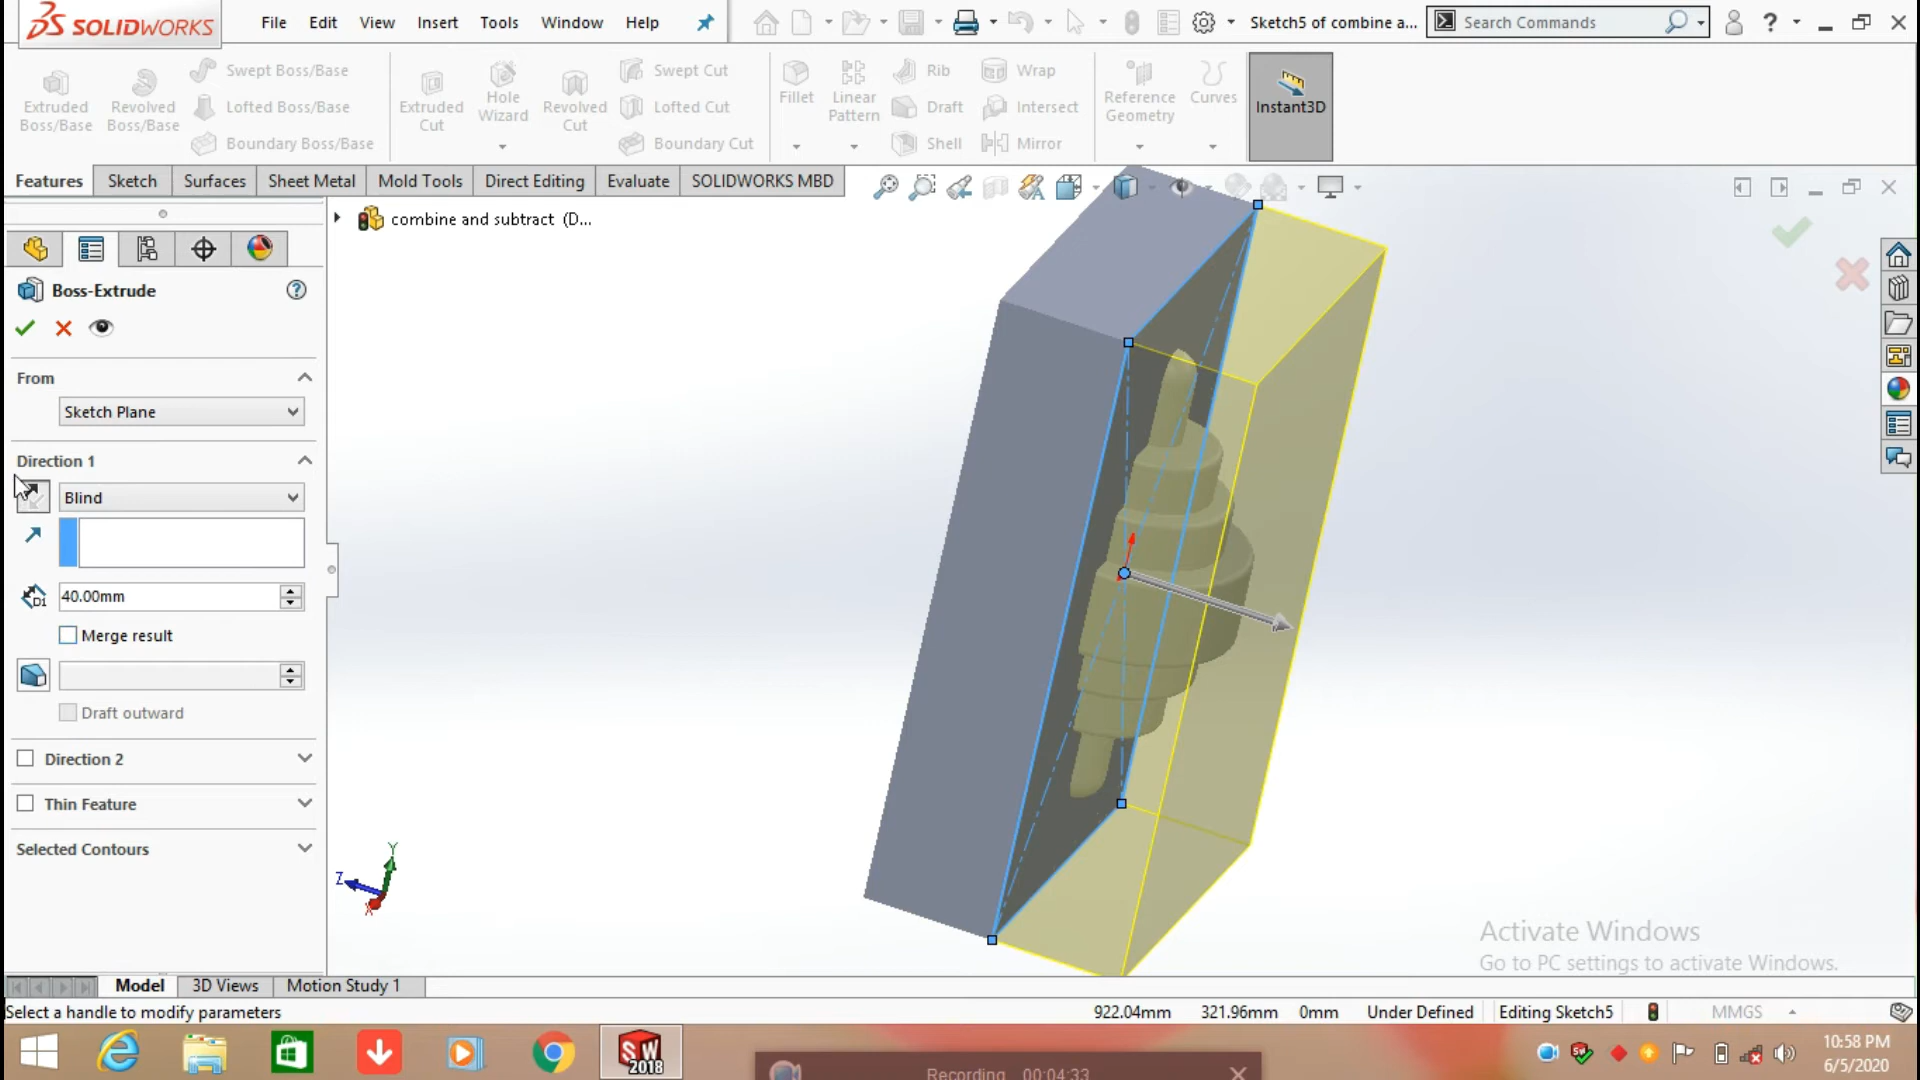 SOLIDWORKS
File Edit View Insert Tools Window Help
Sketch5 of combine a...
Search Commands
Extruded Boss/Base
Revolved Boss/Base
Swept Boss/Base
Lofted Boss/Base
Boundary Boss/Base
Extruded Cut
Hole Wizard
Revolved Cut
Swept Cut
Lofted Cut
Boundary Cut
Fillet
Linear Pattern
Rib
Draft
Shell
Wrap
Intersect
Mirror
Reference Geometry
Curves
Instant3D
Features Sketch Surfaces Sheet Metal Mold Tools Direct Editing Evaluate SOLIDWORKS MBD
combine and subtract (D...
Boss-Extrude
From
Sketch Plane
Direction 1
Blind
D1
40.00mm
Merge result
Draft outward
Direction 2
Thin Feature
Selected Contours
Y
Z
X
Activate Windows
Go to PC settings to activate Windows.
Model 3D Views Motion Study 1
Select a handle to modify parameters
922.04mm 321.96mm 0mm Under Defined Editing Sketch5 MMGS
SW
2018
Recording 00:04:33
10:58 PM
6/5/2020